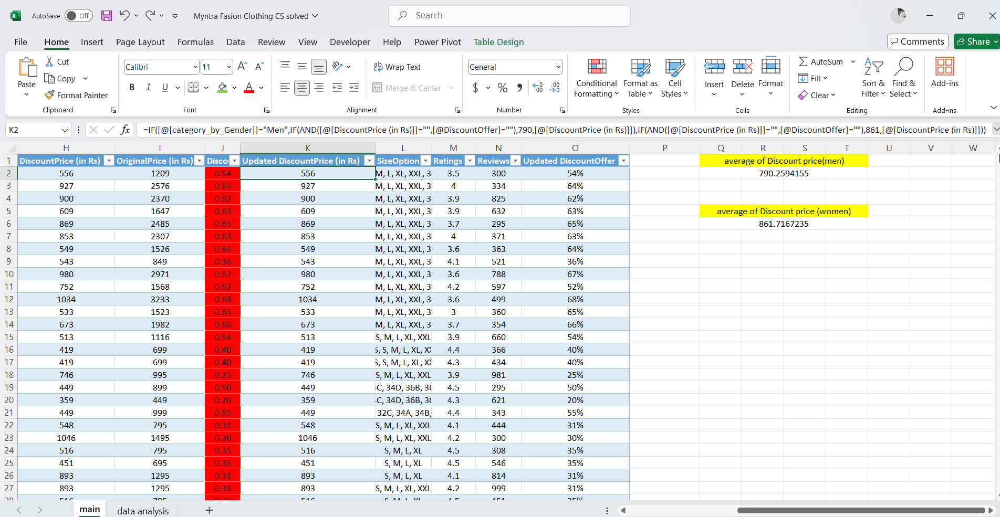 AutoSave Off Myntra Fasion Clothing CS solved Search
File Home Insert Page Layout Formulas Data Review View Developer Help Power Pivot Table Design Comments Share
Paste Cut Copy Format Painter Clipboard
Calibri 11 B I U A Font
Wrap Text Merge & Center Alignment
General $ % Number
Conditional Formatting Format as Table Cell Styles Styles
Insert Delete Format Cells
AutoSum Fill Clear Sort & Filter Find & Select Editing
Add-ins Add-ins
K2 fx =IF([@[category_by_Gender]]="Men",IF(AND([@[DiscountPrice (in Rs)]]="",[@DiscountOffer]=""),790,[@[DiscountPrice (in Rs)]]),IF(AND([@[DiscountPrice (in Rs)]]="",[@DiscountOffer]=""),861,[@[DiscountPrice (in Rs)]]))
H I J K L M N O P Q R S T U V W
1 DiscountPrice (in Rs) OriginalPrice (in Rs) Disco Updated DiscountPrice (in Rs) SizeOption Ratings Reviews Updated DiscountOffer average of Discount price(men)
2 556 1209 0.54 556 M, L, XL, XXL, 3 3.5 300 54% 790.2594155
3 927 2576 0.64 927 M, L, XL, XXL, 3 4 334 64%
4 900 2370 0.62 900 M, L, XL, XXL, 3 3.9 825 62%
5 609 1647 0.63 609 M, L, XL, XXL, 3 3.9 632 63% average of Discount price (women)
6 869 2485 0.65 869 M, L, XL, XXL, 3 3.7 295 65% 861.7167235
7 853 2307 0.63 853 M, L, XL, XXL, 3 4 371 63%
8 549 1526 0.64 549 M, L, XL, XXL, 3 3.6 363 64%
9 543 849 0.36 543 M, L, XL, XXL, 3 4.1 521 36%
10 980 2971 0.67 980 M, L, XL, XXL, 3 3.6 788 67%
11 752 1568 0.52 752 M, L, XL, XXL, 3 4.2 597 52%
12 1034 3233 0.68 1034 M, L, XL, XXL, 3 3.6 499 68%
13 533 1523 0.65 533 M, L, XL, XXL, 3 3 360 65%
14 673 1982 0.66 673 M, L, XL, XXL, 3 3.7 354 66%
15 513 1116 0.54 513 S, M, L, XL, XXL 3.9 660 54%
16 419 699 0.40 419 S, S, M, L, XL, XX 4.4 366 40%
17 419 699 0.40 419 S, S, M, L, XL, XX 4.3 434 40%
18 746 995 0.25 746 S, M, L, XL, XXL 3.9 981 25%
19 449 899 0.50 449 C, 34D, 36B, 36 4.5 295 50%
20 359 449 0.20 359 C, 34D, 36B, 36 4.3 621 20%
21 449 999 0.55 449 32C, 34A, 34B, 4.4 343 55%
22 548 795 0.31 548 S, M, L, XL, XXL 4.1 444 31%
23 1046 1495 0.30 1046 S, M, L, XL, XXL 4.2 300 30%
24 516 795 0.35 516 S, M, L, XL 4.5 308 35%
25 451 695 0.35 451 S, M, L, XL 4.5 546 35%
26 893 1295 0.31 893 S, M, L, XL 4.1 814 31%
27 893 1295 0.31 893 S, M, L, XL, XXL 4.2 999 31%
main data analysis